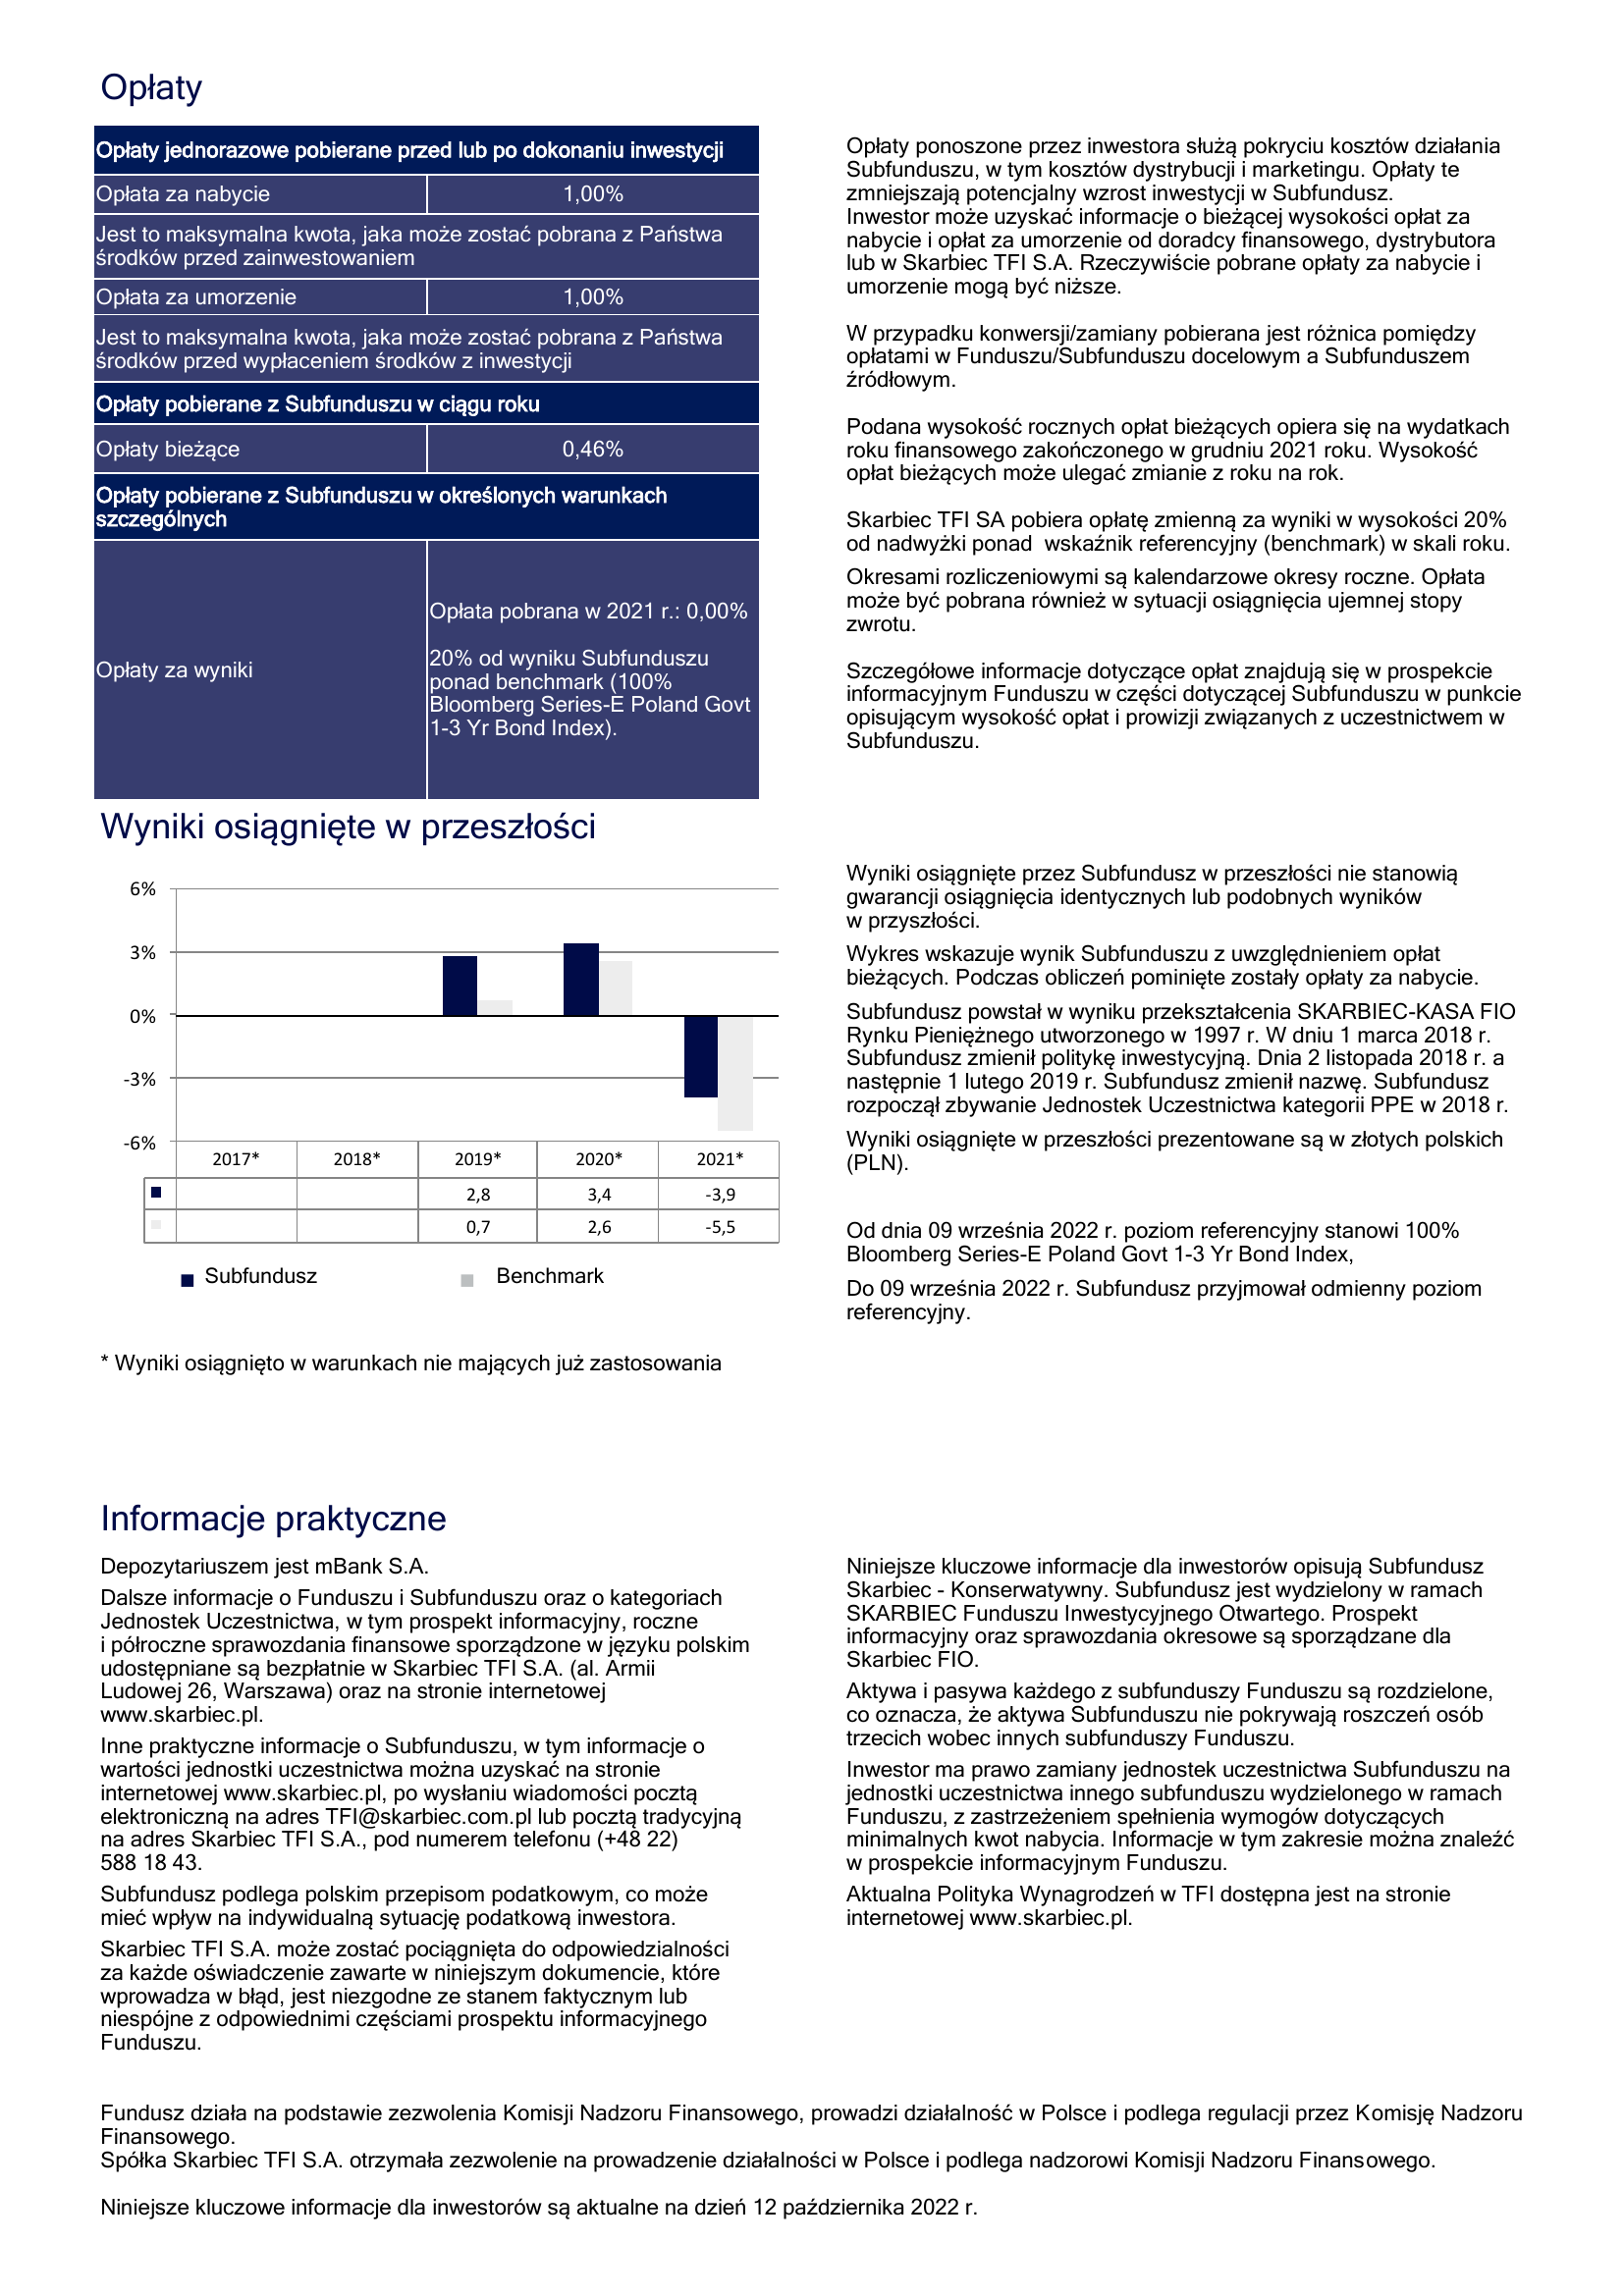 Opłaty
Opłaty jednorazowe pobierane przed lub po dokonaniu inwestycji
Opłata za nabycie 1,00%
Jest to maksymalna kwota, jaka może zostać pobrana z Państwa
środków przed zainwestowaniem
Opłata za umorzenie 1,00%
Jest to maksymalna kwota, jaka może zostać pobrana z Państwa
środków przed wypłaceniem środków z inwestycji
Opłaty pobierane z Subfunduszu w ciągu roku
Opłaty bieżące 0,46%
Opłaty pobierane z Subfunduszu w określonych warunkach
szczególnych
Opłaty za wyniki
Opłata pobrana w 2021 r.: 0,00%
20% od wyniku Subfunduszu
ponad benchmark (100%
Bloomberg Series-E Poland Govt
1-3 Yr Bond Index).
Opłaty ponoszone przez inwestora służą pokryciu kosztów działania
Subfunduszu, w tym kosztów dystrybucji i marketingu. Opłaty te
zmniejszają potencjalny wzrost inwestycji w Subfundusz.
Inwestor może uzyskać informacje o bieżącej wysokości opłat za
nabycie i opłat za umorzenie od doradcy finansowego, dystrybutora
lub w Skarbiec TFI S.A. Rzeczywiście pobrane opłaty za nabycie i
umorzenie mogą być niższe.
W przypadku konwersji/zamiany pobierana jest różnica pomiędzy
opłatami w Funduszu/Subfunduszu docelowym a Subfunduszem
źródłowym.
Podana wysokość rocznych opłat bieżących opiera się na wydatkach
roku finansowego zakończonego w grudniu 2021 roku. Wysokość
opłat bieżących może ulegać zmianie z roku na rok.
Skarbiec TFI SA pobiera opłatę zmienną za wyniki w wysokości 20%
od nadwyżki ponad  wskaźnik referencyjny (benchmark) w skali roku.
Okresami rozliczeniowymi są kalendarzowe okresy roczne. Opłata
może być pobrana również w sytuacji osiągnięcia ujemnej stopy
zwrotu.
Szczegółowe informacje dotyczące opłat znajdują się w prospekcie
informacyjnym Funduszu w części dotyczącej Subfunduszu w punkcie
opisującym wysokość opłat i prowizji związanych z uczestnictwem w
Subfunduszu.
Wyniki osiągnięte w przeszłości
6%
3%
0%
-3%
-6%
2017* 2018* 2019* 2020* 2021*
2,8 3,4 -3,9
0,7 2,6 -5,5
Subfundusz Benchmark
* Wyniki osiągnięto w warunkach nie mających już zastosowania
Wyniki osiągnięte przez Subfundusz w przeszłości nie stanowią
gwarancji osiągnięcia identycznych lub podobnych wyników
w przyszłości.
Wykres wskazuje wynik Subfunduszu z uwzględnieniem opłat
bieżących. Podczas obliczeń pominięte zostały opłaty za nabycie.
Subfundusz powstał w wyniku przekształcenia SKARBIEC-KASA FIO
Rynku Pieniężnego utworzonego w 1997 r. W dniu 1 marca 2018 r.
Subfundusz zmienił politykę inwestycyjną. Dnia 2 listopada 2018 r. a
następnie 1 lutego 2019 r. Subfundusz zmienił nazwę. Subfundusz
rozpoczął zbywanie Jednostek Uczestnictwa kategorii PPE w 2018 r.
Wyniki osiągnięte w przeszłości prezentowane są w złotych polskich
(PLN).
Od dnia 09 września 2022 r. poziom referencyjny stanowi 100%
Bloomberg Series-E Poland Govt 1-3 Yr Bond Index,
Do 09 września 2022 r. Subfundusz przyjmował odmienny poziom
referencyjny.
Informacje praktyczne
Depozytariuszem jest mBank S.A.
Dalsze informacje o Funduszu i Subfunduszu oraz o kategoriach
Jednostek Uczestnictwa, w tym prospekt informacyjny, roczne
i półroczne sprawozdania finansowe sporządzone w języku polskim
udostępniane są bezpłatnie w Skarbiec TFI S.A. (al. Armii
Ludowej 26, Warszawa) oraz na stronie internetowej
www.skarbiec.pl.
Inne praktyczne informacje o Subfunduszu, w tym informacje o
wartości jednostki uczestnictwa można uzyskać na stronie
internetowej www.skarbiec.pl, po wysłaniu wiadomości pocztą
elektroniczną na adres TFI@skarbiec.com.pl lub pocztą tradycyjną
na adres Skarbiec TFI S.A., pod numerem telefonu (+48 22)
588 18 43.
Subfundusz podlega polskim przepisom podatkowym, co może
mieć wpływ na indywidualną sytuację podatkową inwestora.
Skarbiec TFI S.A. może zostać pociągnięta do odpowiedzialności
za każde oświadczenie zawarte w niniejszym dokumencie, które
wprowadza w błąd, jest niezgodne ze stanem faktycznym lub
niespójne z odpowiednimi częściami prospektu informacyjnego
Funduszu.
Niniejsze kluczowe informacje dla inwestorów opisują Subfundusz
Skarbiec - Konserwatywny. Subfundusz jest wydzielony w ramach
SKARBIEC Funduszu Inwestycyjnego Otwartego. Prospekt
informacyjny oraz sprawozdania okresowe są sporządzane dla
Skarbiec FIO.
Aktywa i pasywa każdego z subfunduszy Funduszu są rozdzielone,
co oznacza, że aktywa Subfunduszu nie pokrywają roszczeń osób
trzecich wobec innych subfunduszy Funduszu.
Inwestor ma prawo zamiany jednostek uczestnictwa Subfunduszu na
jednostki uczestnictwa innego subfunduszu wydzielonego w ramach
Funduszu, z zastrzeżeniem spełnienia wymogów dotyczących
minimalnych kwot nabycia. Informacje w tym zakresie można znaleźć
w prospekcie informacyjnym Funduszu.
Aktualna Polityka Wynagrodzeń w TFI dostępna jest na stronie
internetowej www.skarbiec.pl.
Fundusz działa na podstawie zezwolenia Komisji Nadzoru Finansowego, prowadzi działalność w Polsce i podlega regulacji przez Komisję Nadzoru
Finansowego.
Spółka Skarbiec TFI S.A. otrzymała zezwolenie na prowadzenie działalności w Polsce i podlega nadzorowi Komisji Nadzoru Finansowego.
Niniejsze kluczowe informacje dla inwestorów są aktualne na dzień 12 października 2022 r.